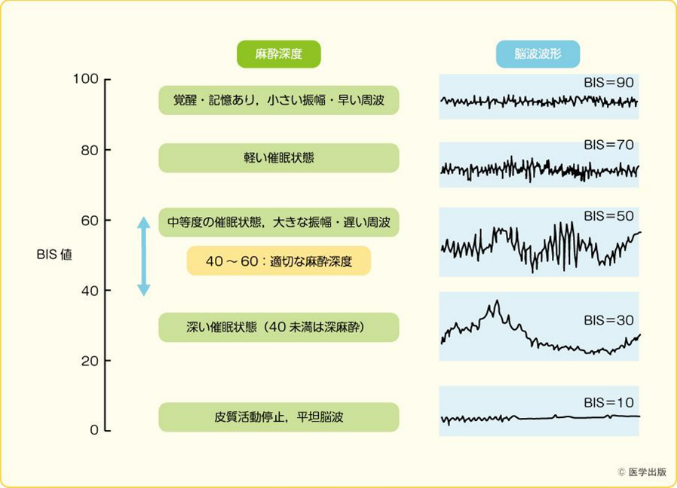 麻酔深度
脳波波形
100
80
60
40
20
0
BIS 値
覚醒・記憶あり，小さい振幅・早い周波
軽い催眠状態
中等度の催眠状態，大きな振幅・遅い周波
40～60：適切な麻酔深度
深い催眠状態（40 未満は深麻酔）
皮質活動停止，平坦脳波
BIS＝90
BIS＝70
BIS＝50
BIS＝30
BIS＝10
© 医学出版